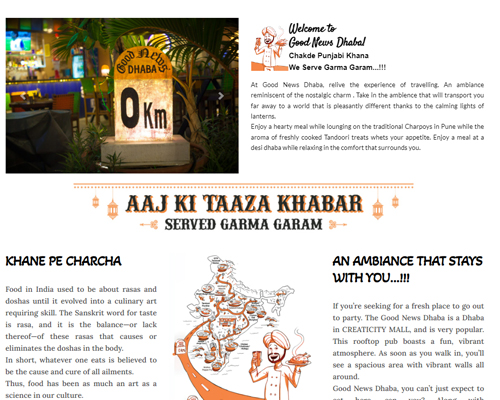 Good News
DHABA
0 Km.
Welcome to
Good News Dhaba!
Chakde Punjabi Khana
We Serve Garma Garam...!!!
At Good News Dhaba, relive the experience of travelling. An ambiance
reminiscent of the nostalgic charm . Take in the ambience that will transport you
far away to a world that is pleasantly different thanks to the calming lights of
lanterns.
Enjoy a hearty meal while lounging on the traditional Charpoys in Pune while the
aroma of freshly cooked Tandoori treats whets your appetite. Enjoy a meal at a
desi dhaba while relaxing in the comfort that surrounds you.
AAJ KI TAAZA KHABAR
SERVED GARMA GARAM
KHANE PE CHARCHA
Food in India used to be about rasas and
doshas until it evolved into a culinary art
requiring skill. The Sanskrit word for taste
is rasa, and it is the balance—or lack
thereof—of these rasas that causes or
eliminates the doshas in the body.
In short, whatever one eats is believed to
be the cause and cure of all ailments.
Thus, food has been as much an art as a
science in our culture.
AN AMBIANCE THAT STAYS
WITH YOU...!!!
If you're seeking for a fresh place to go out
to party. The Good News Dhaba is a Dhaba
in CREATICITY MALL, and is very popular.
This rooftop pub boasts a fun, vibrant
atmosphere. As soon as you walk in, you'll
see a spacious area with vibrant walls all
around.
Good News Dhaba, you can't just expect to